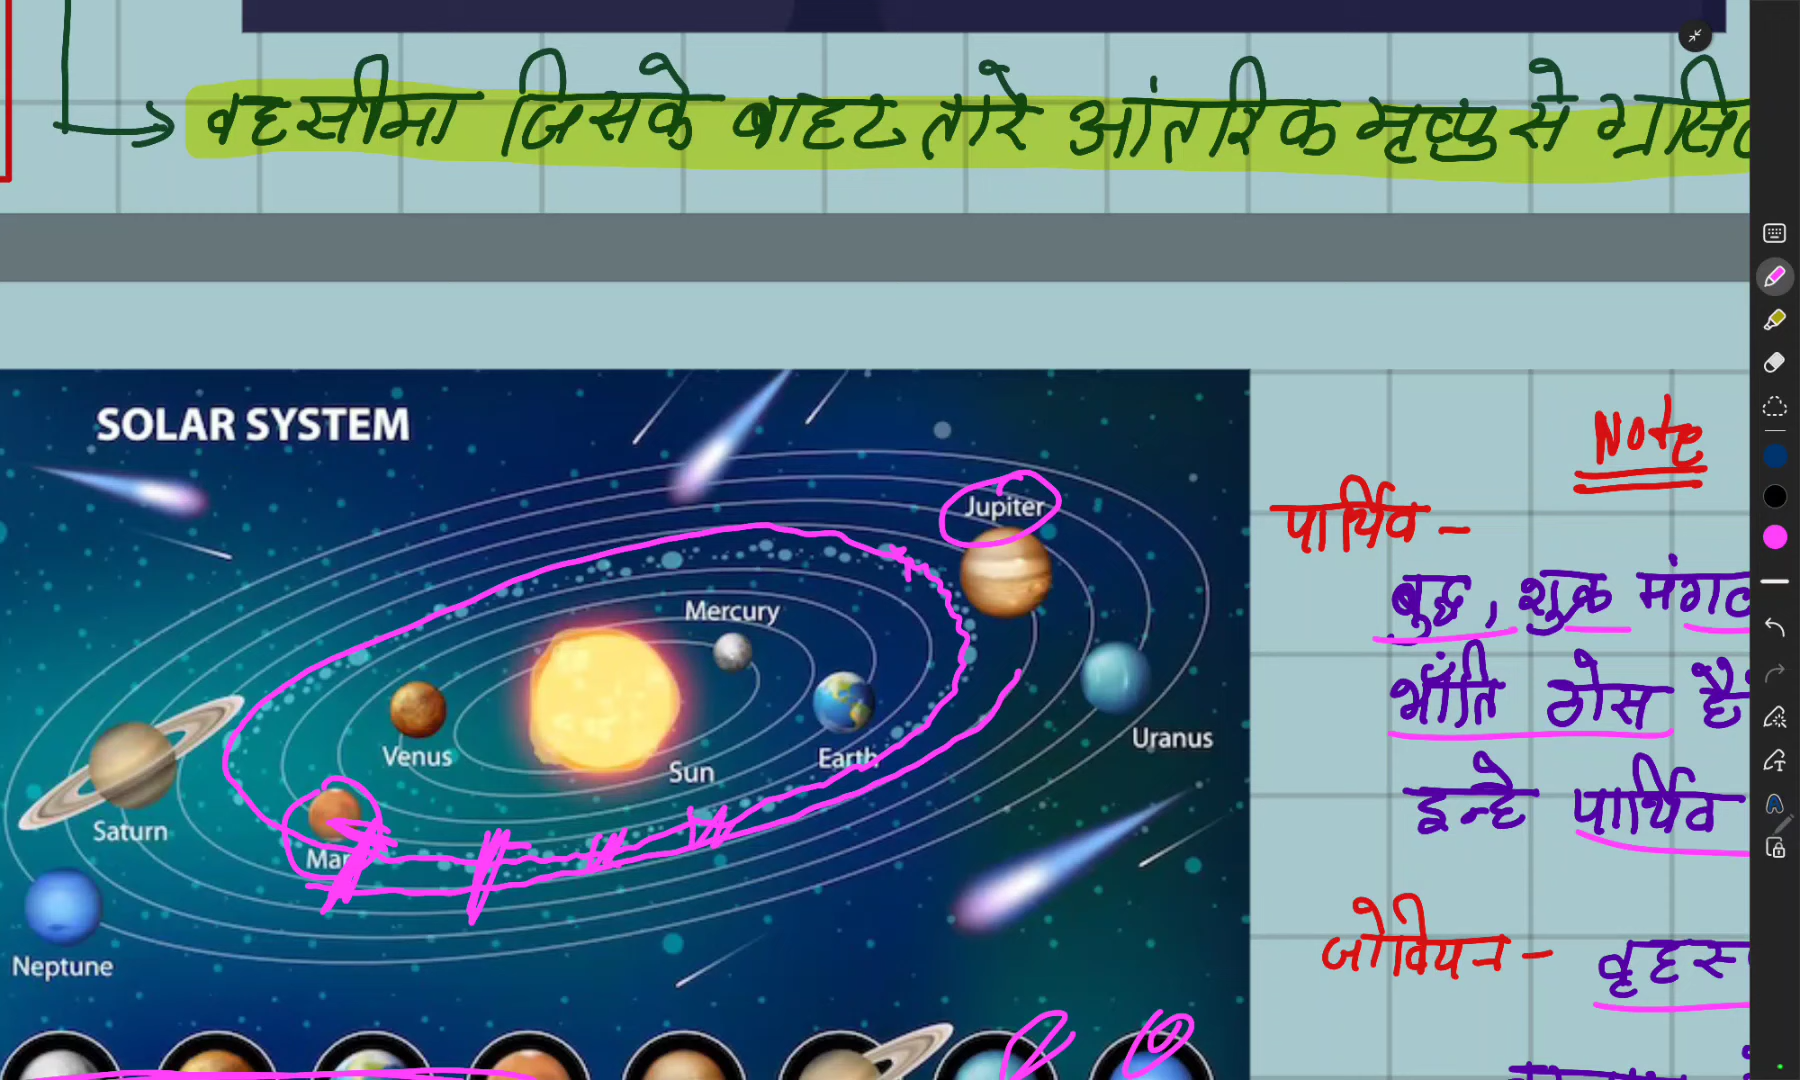 वह सीमा जिसके बाहर तारे आंतरिक मृत्यु से ग्रसित
SOLAR SYSTEM
Jupiter
Mercury
Venus
Earth
Sun
Uranus
Saturn
Mar
Neptune
Note
पार्थिव -
बुद्ध, शुक्र मंगल
भाँति ठोस है
इन्हे पार्थिव
जोवियन - वृहस्